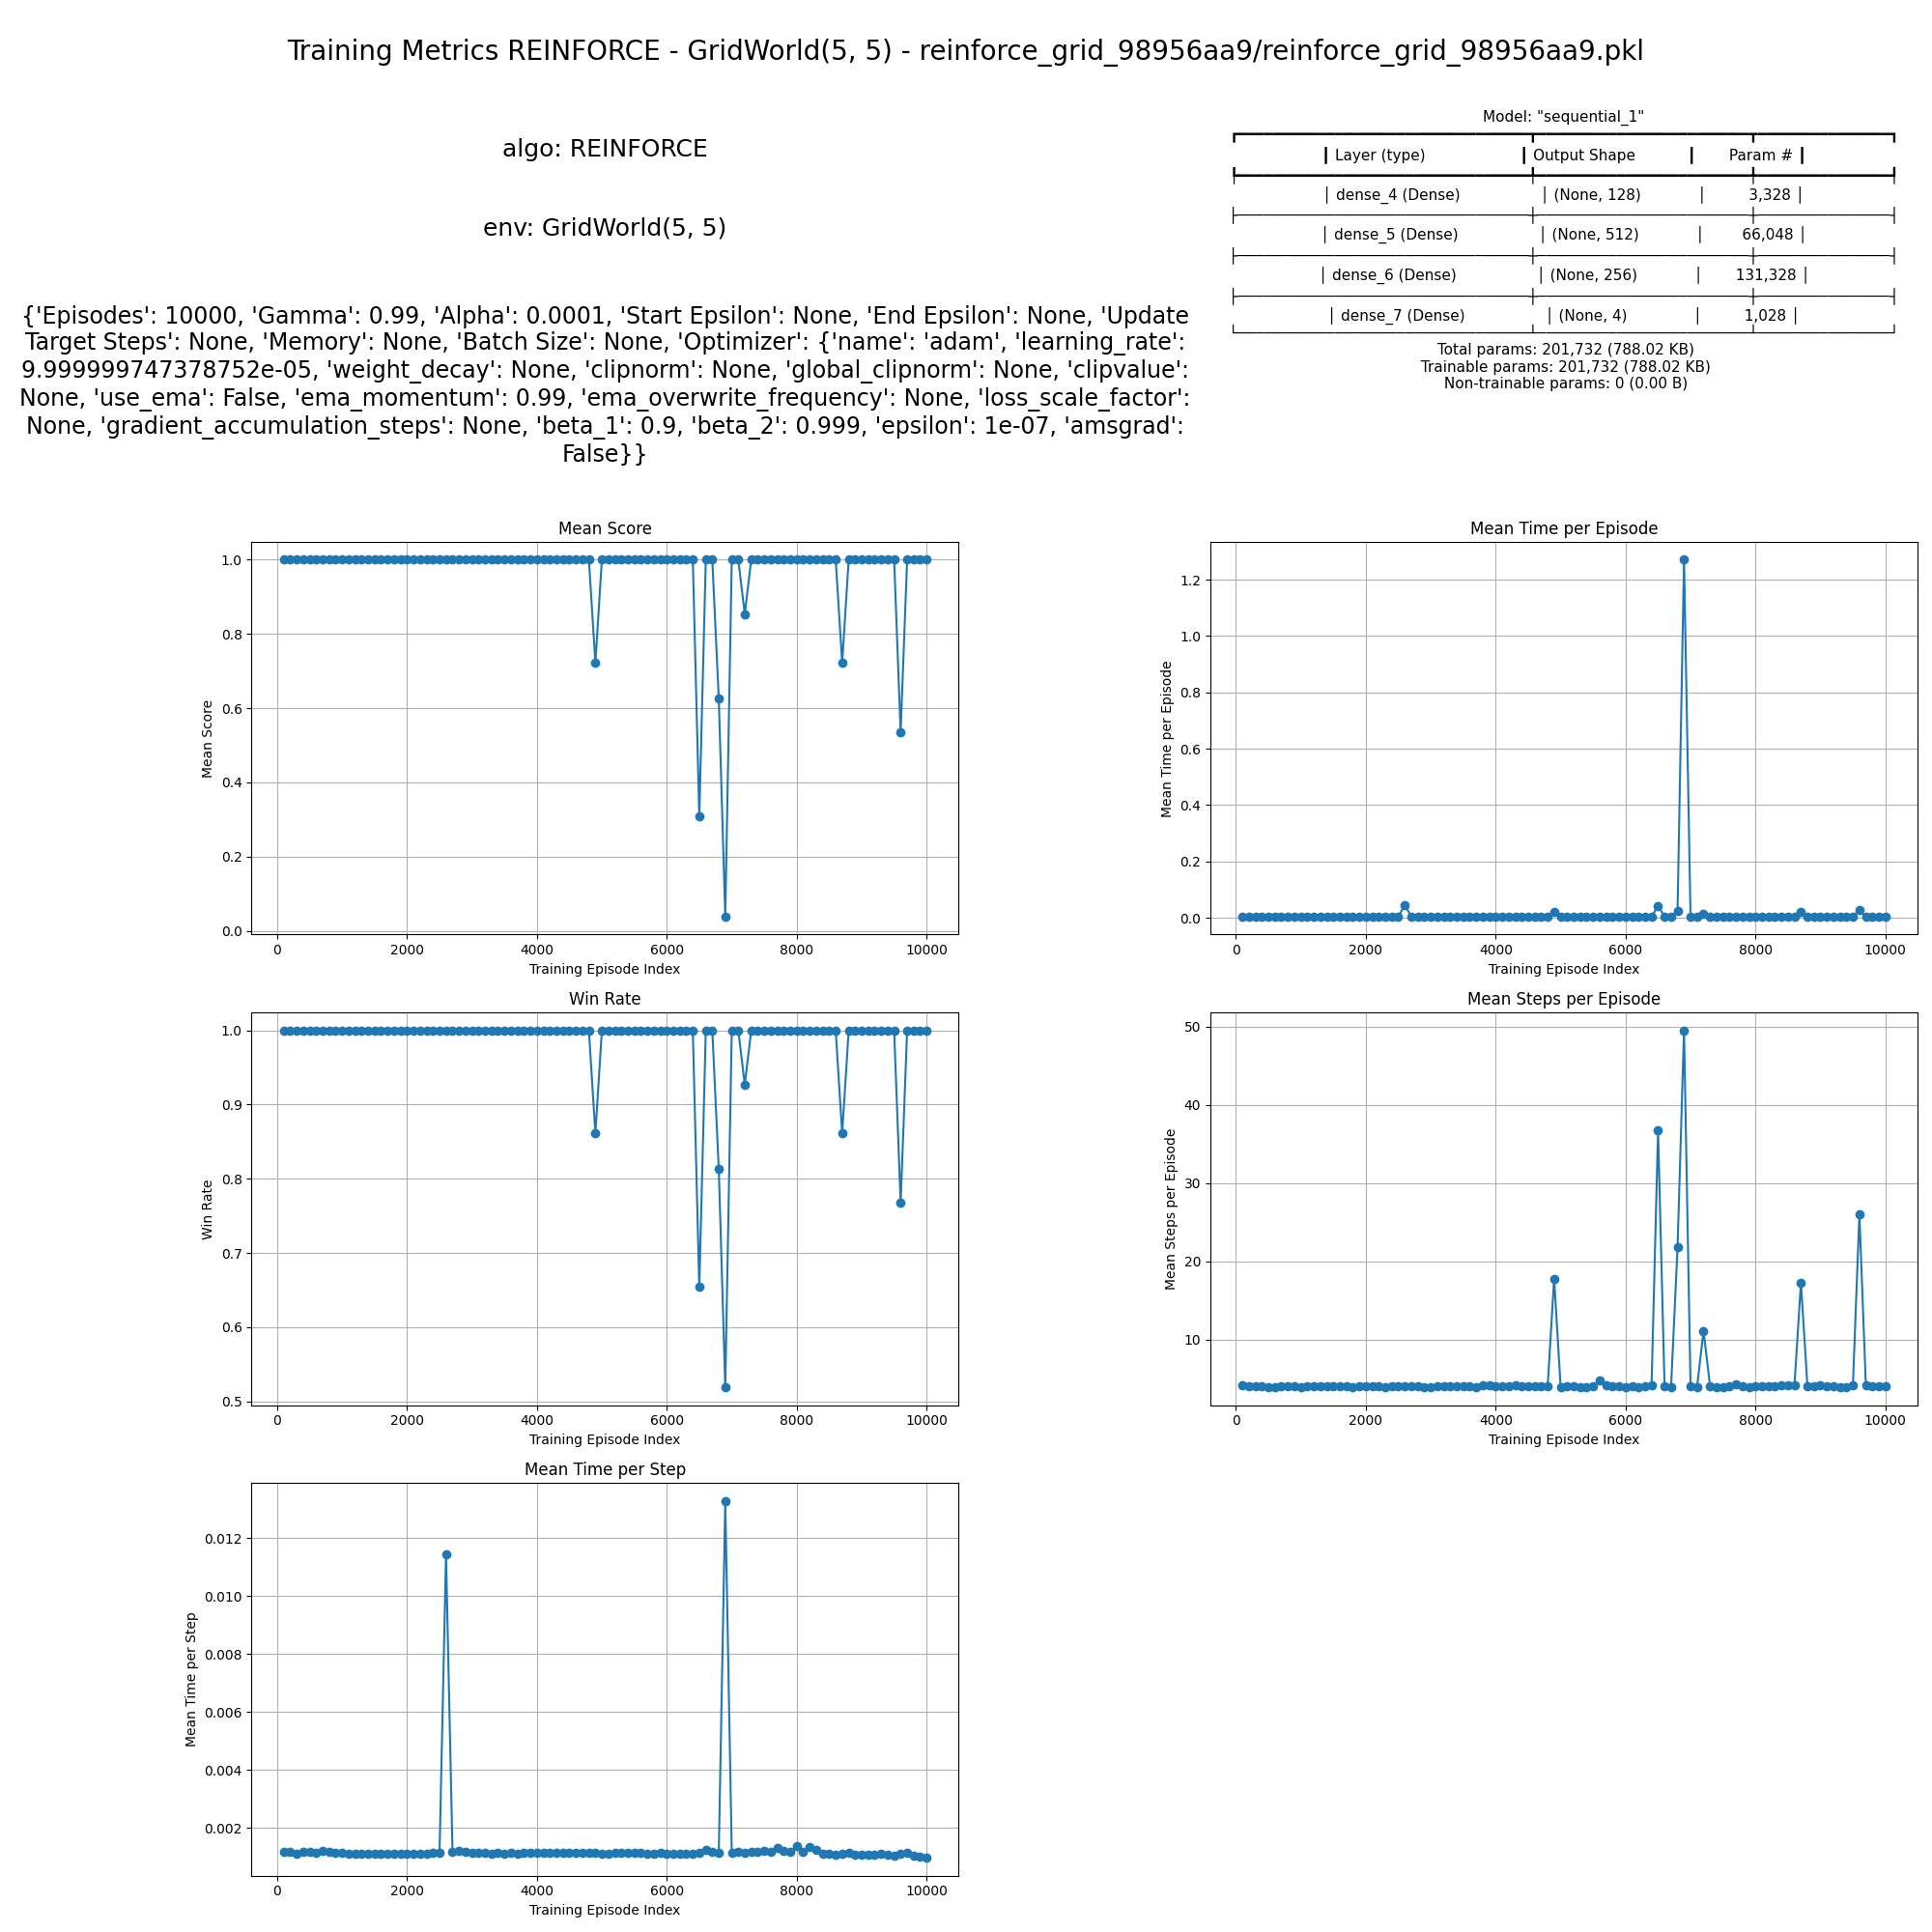 Training Metrics REINFORCE - GridWorld(5, 5) - reinforce_grid_98956aa9/reinforce_grid_98956aa9.pkl
algo: REINFORCE
env: GridWorld(5, 5)
{'Episodes': 10000, 'Gamma': 0.99, 'Alpha': 0.0001, 'Start Epsilon': None, 'End Epsilon': None, 'Update
Target Steps': None, 'Memory': None, 'Batch Size': None, 'Optimizer': {'name': 'adam', 'learning_rate':
9.999999747378752e-05, 'weight_decay': None, 'clipnorm': None, 'global_clipnorm': None, 'clipvalue':
None, 'use_ema': False, 'ema_momentum': 0.99, 'ema_overwrite_frequency': None, 'loss_scale_factor':
None, 'gradient_accumulation_steps': None, 'beta_1': 0.9, 'beta_2': 0.999, 'epsilon': 1e-07, 'amsgrad':
False}}
Model: "sequential_1"
Layer (type) Output Shape Param #
dense_4 (Dense) (None, 128) 3,328
dense_5 (Dense) (None, 512) 66,048
dense_6 (Dense) (None, 256) 131,328
dense_7 (Dense) (None, 4) 1,028
Total params: 201,732 (788.02 KB)
Trainable params: 201,732 (788.02 KB)
Non-trainable params: 0 (0.00 B)
Mean Score
Mean Score
1.0
0.8
0.6
0.4
0.2
0.0
0 2000 4000 6000 8000 10000
Training Episode Index
Mean Time per Episode
Mean Time per Episode
1.2
1.0
0.8
0.6
0.4
0.2
0.0
0 2000 4000 6000 8000 10000
Training Episode Index
Win Rate
Win Rate
1.0
0.9
0.8
0.7
0.6
0.5
0 2000 4000 6000 8000 10000
Training Episode Index
Mean Steps per Episode
Mean Steps per Episode
50
40
30
20
10
0 2000 4000 6000 8000 10000
Training Episode Index
Mean Time per Step
Mean Time per Step
0.012
0.010
0.008
0.006
0.004
0.002
0 2000 4000 6000 8000 10000
Training Episode Index